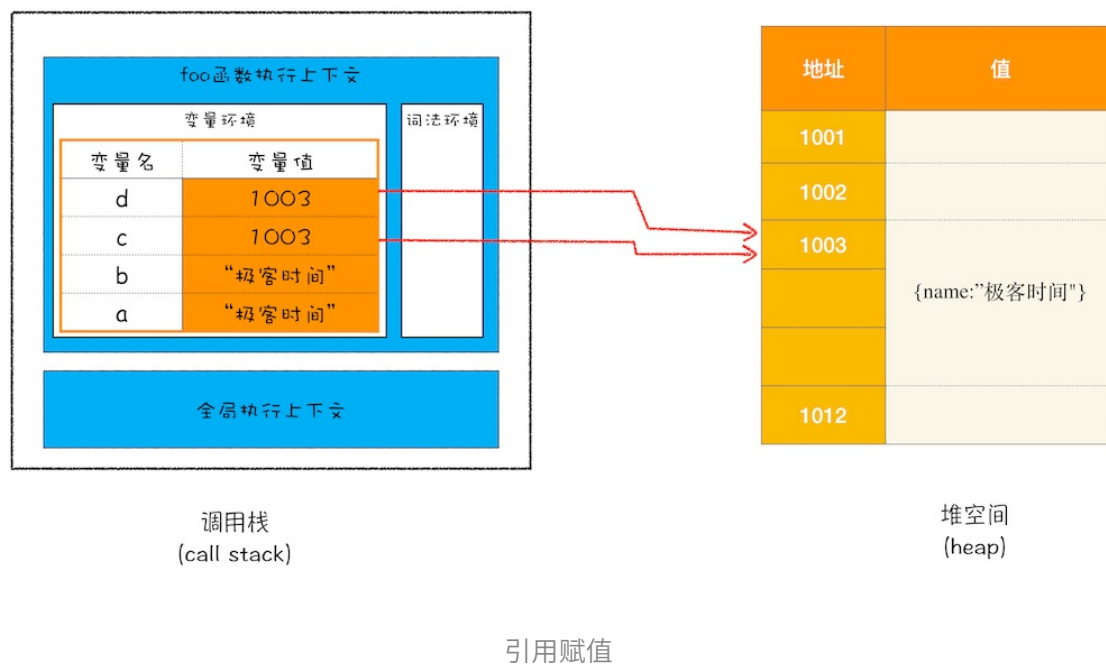 foo函数执行上下文
变量环境
词法环境
变量名 变量值
d 1003
c 1003
b “极客时间”
a “极客时间”
全局执行上下文
调用栈
(call stack)
地址 值
1001
1002
1003
{name:”极客时间"}
1012
堆空间
(heap)
引用赋值